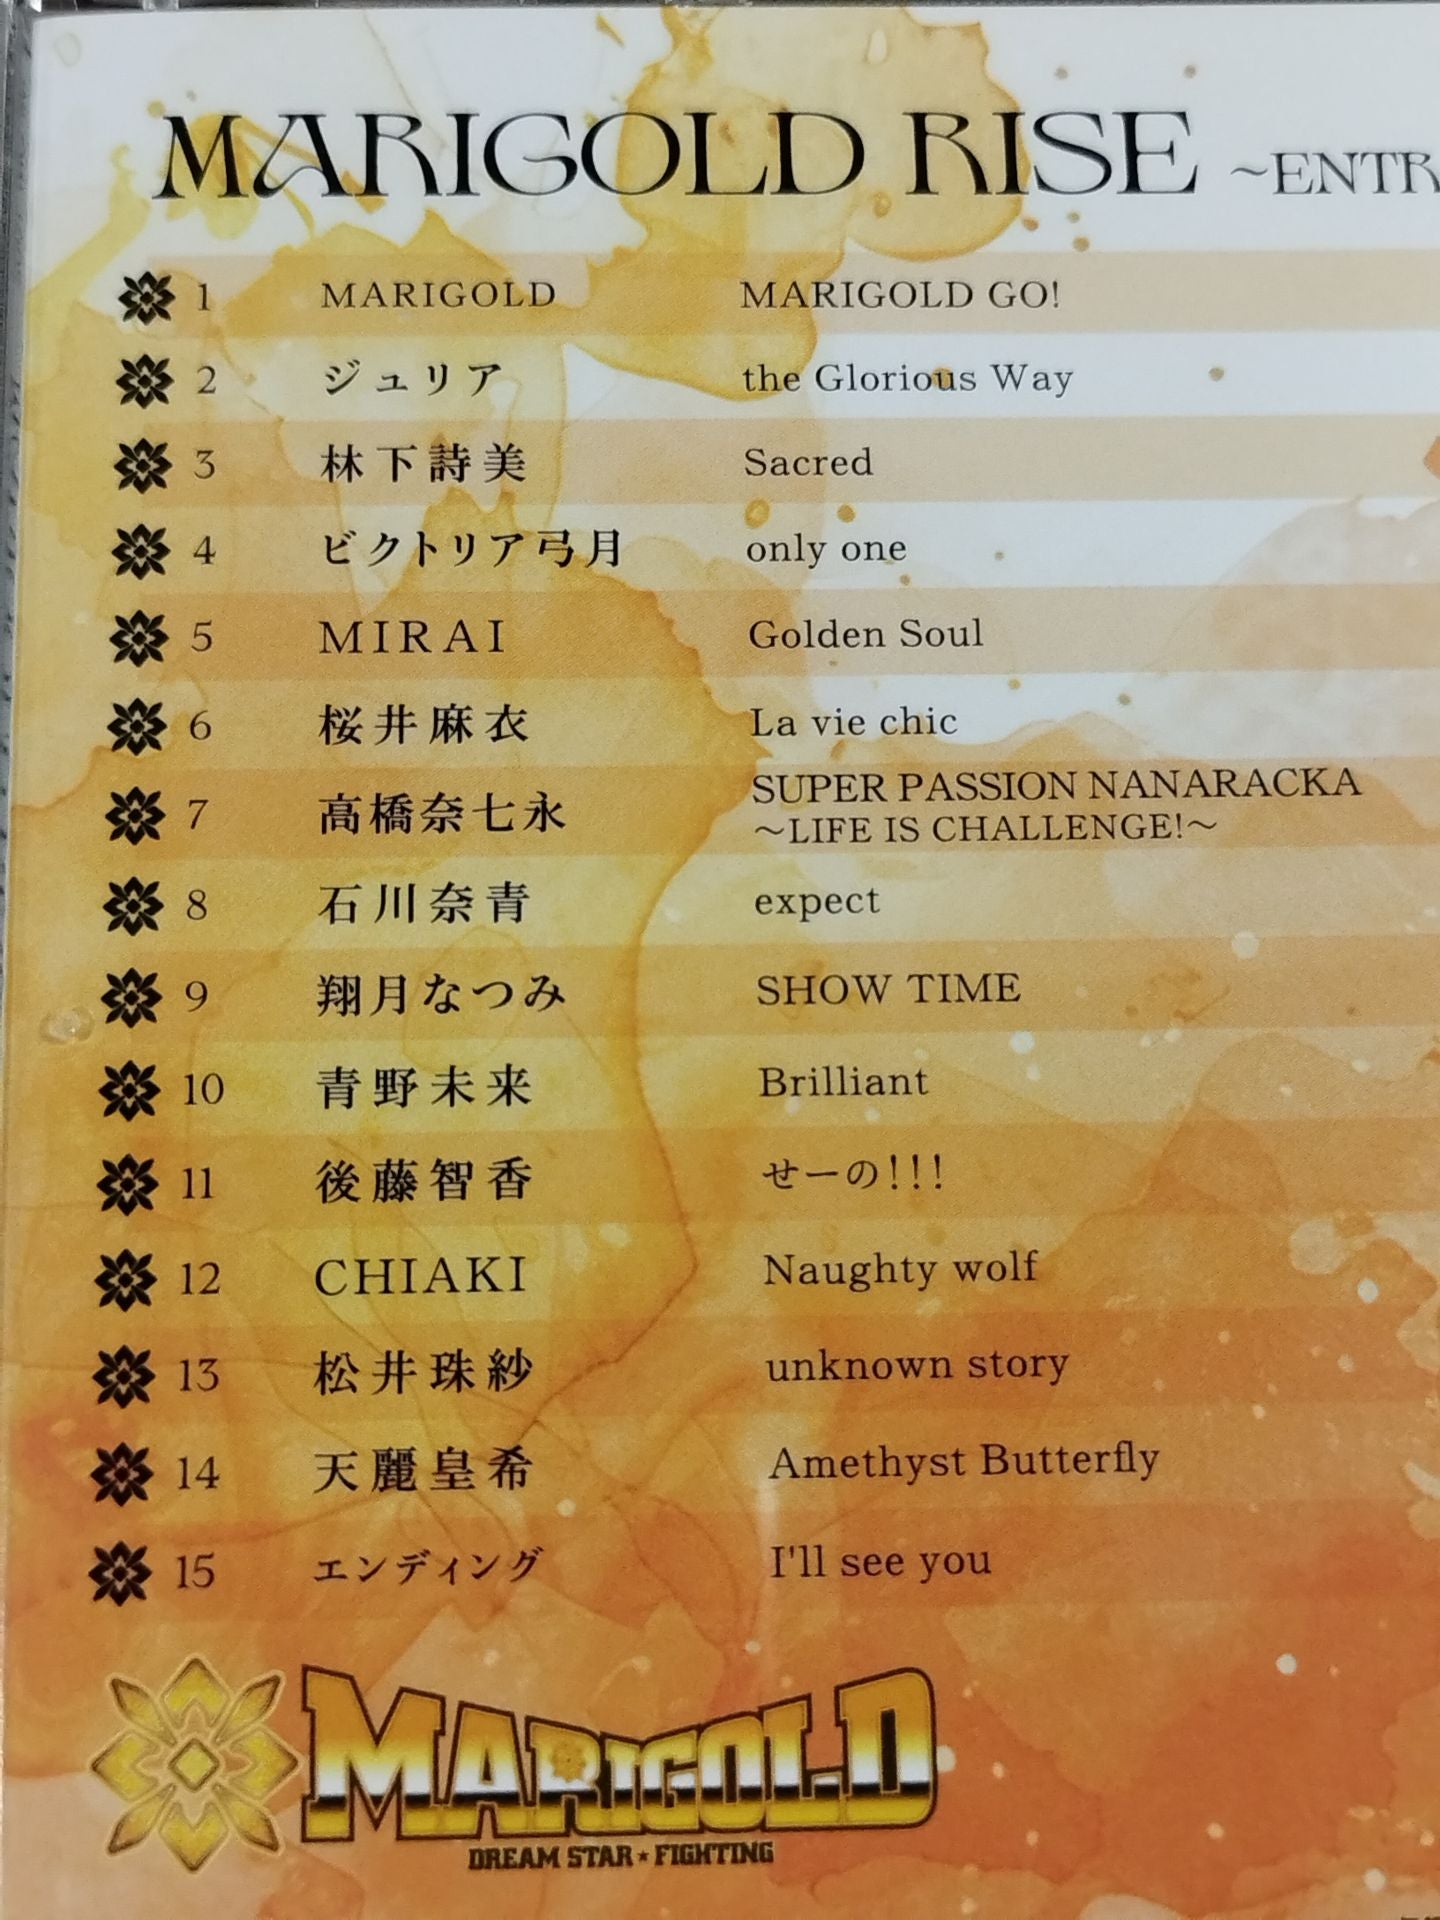 MARIGOLD RISE ~ENTR
1 MARIGOLD MARIGOLD GO!
2 ジュリア the Glorious Way
3 林下詩美 Sacred
4 ビクトリア弓月 only one
5 MIRAI Golden Soul
6 桜井麻衣 La vie chic
7 高橋奈七永 SUPER PASSION NANARACKA
~LIFE IS CHALLENGE!~
8 石川奈青 expect
9 翔月なつみ SHOW TIME
10 青野未来 Brilliant
11 後藤智香 せーの!!!
12 CHIAKI Naughty wolf
13 松井珠紗 unknown story
14 天麗皇希 Amethyst Butterfly
15 エンディング I'll see you
MARIGOLD
DREAM STAR★FIGHTING